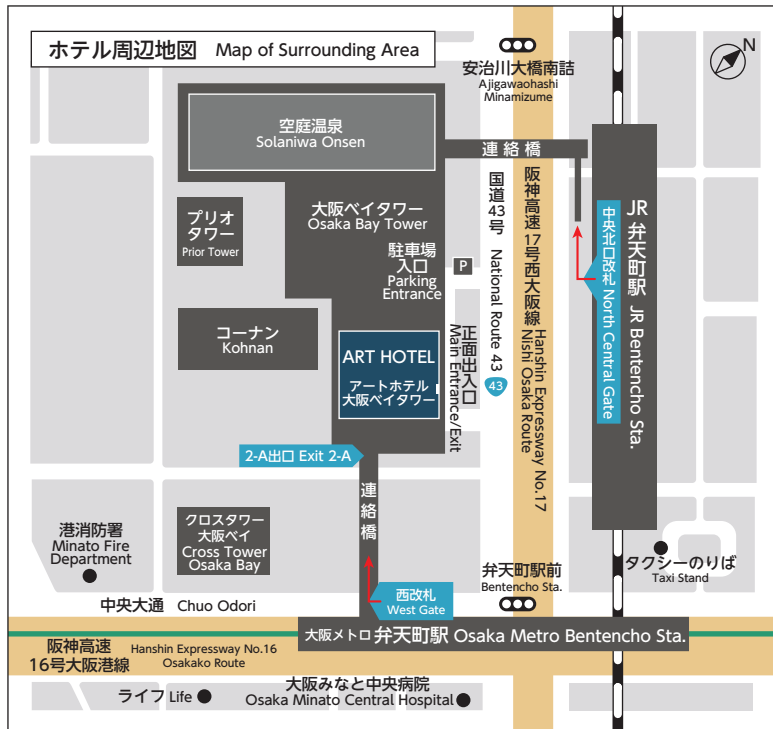 ホテル周辺地図 Map of Surrounding Area
N
安治川大橋南詰
Ajigawaohashi
Minamizume
空庭温泉
Solaniwa Onsen
連絡橋
大阪ベイタワー
Osaka Bay Tower
プリオ
タワー
Prior Tower
駐車場
入口
Parking
Entrance
P
国道43号 National Route 43
43
阪神高速17号西大阪線
Hanshin Expressway No.17
Nishi Osaka Route
中央北口改札 North Central Gate
JR 弁天町駅 JR Bentencho Sta.
コーナン
Kohnan
ART HOTEL
アートホテル
大阪ベイタワー
正面出入口
Main Entrance/Exit
2-A出口 Exit 2-A
連絡橋
クロスタワー
大阪ベイ
Cross Tower
Osaka Bay
港消防署
Minato Fire
Department
弁天町駅前
Bentencho Sta.
タクシーのりば
Taxi Stand
西改札
West Gate
中央大通 Chuo Odori
大阪メトロ 弁天町駅 Osaka Metro Bentencho Sta.
阪神高速
16号大阪港線
Hanshin Expressway No.16
Osakako Route
ライフ Life
大阪みなと中央病院
Osaka Minato Central Hospital